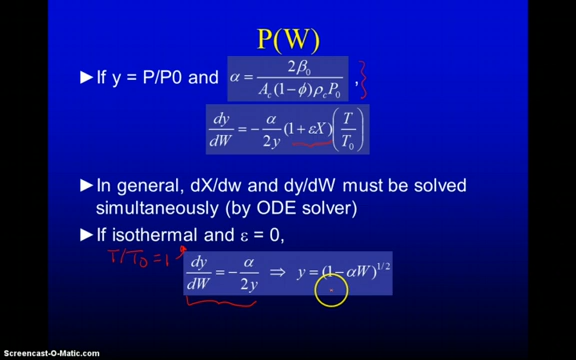 P(W)
►If y = P/P0 and α = 2β₀ / (A_c(1−ϕ)ρ_cP₀) ,
dy/dW = − α/2y (1 + εX)(T/T₀)
►In general, dX/dw and dy/dW must be solved
simultaneously (by ODE solver)
►If isothermal and ε = 0,
T/T₀ = 1
dy/dW = − α/2y ⇒ y = (1 − αW)^1/2
Screencast-O-Matic.com